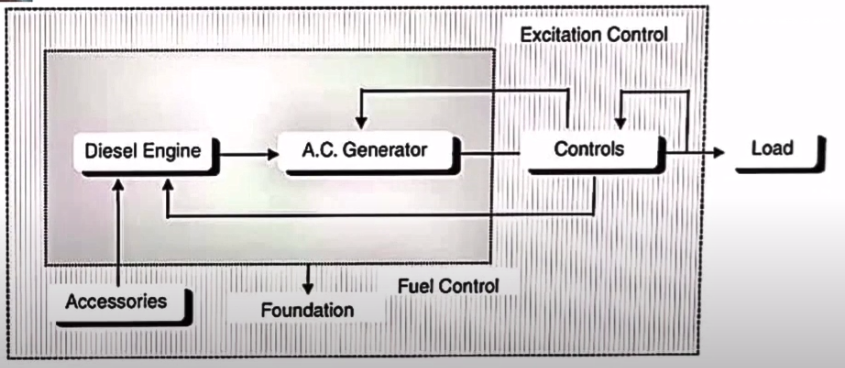 Excitation Control
Diesel Engine
A.C. Generator
Controls
Load
Fuel Control
Accessories
Foundation